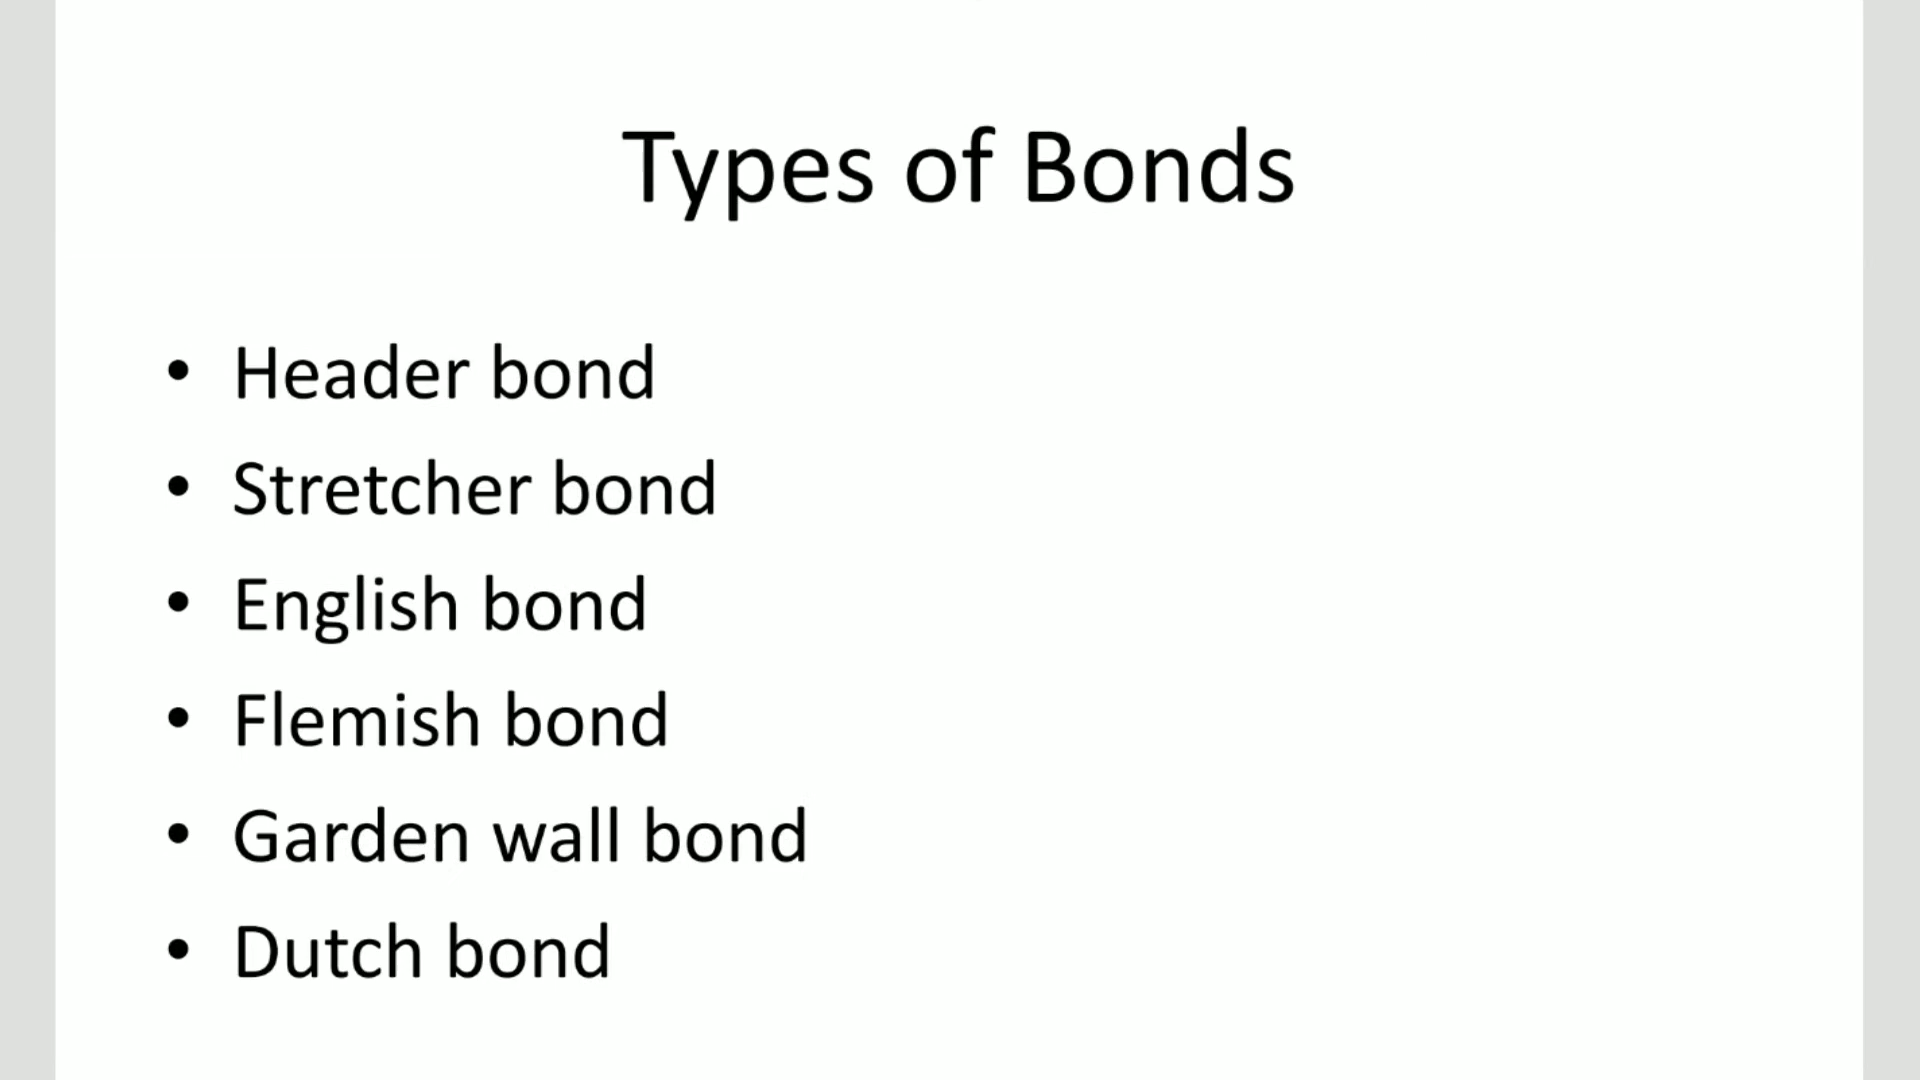 Types of Bonds
• Header bond
• Stretcher bond
• English bond
• Flemish bond
• Garden wall bond
• Dutch bond